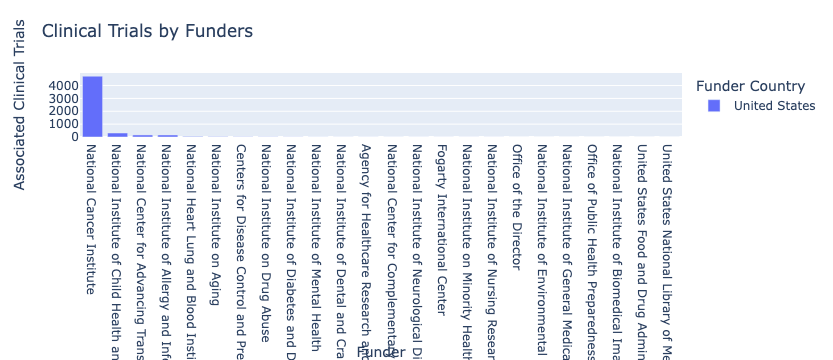 Clinical Trials by Funders
Associated Clinical Trials
4000
3000
2000
1000
0
Funder Country
United States
National Cancer Institute
National Institute of Child Health an
National Center for Advancing Trans
National Institute of Allergy and Infe
National Heart Lung and Blood Insti
National Institute on Aging
Centers for Disease Control and Pre
National Institute on Drug Abuse
National Institute of Diabetes and D
National Institute of Mental Health
National Institute of Dental and Cra
Agency for Healthcare Research an
National Center for Complementa
National Institute of Neurological Di
Fogarty International Center
National Institute on Minority Health
National Institute of Nursing Resear
Office of the Director
National Institute of Environmental
National Institute of General Medica
Office of Public Health Preparedness
National Institute of Biomedical Ima
United States Food and Drug Admin
United States National Library of Me
Funder